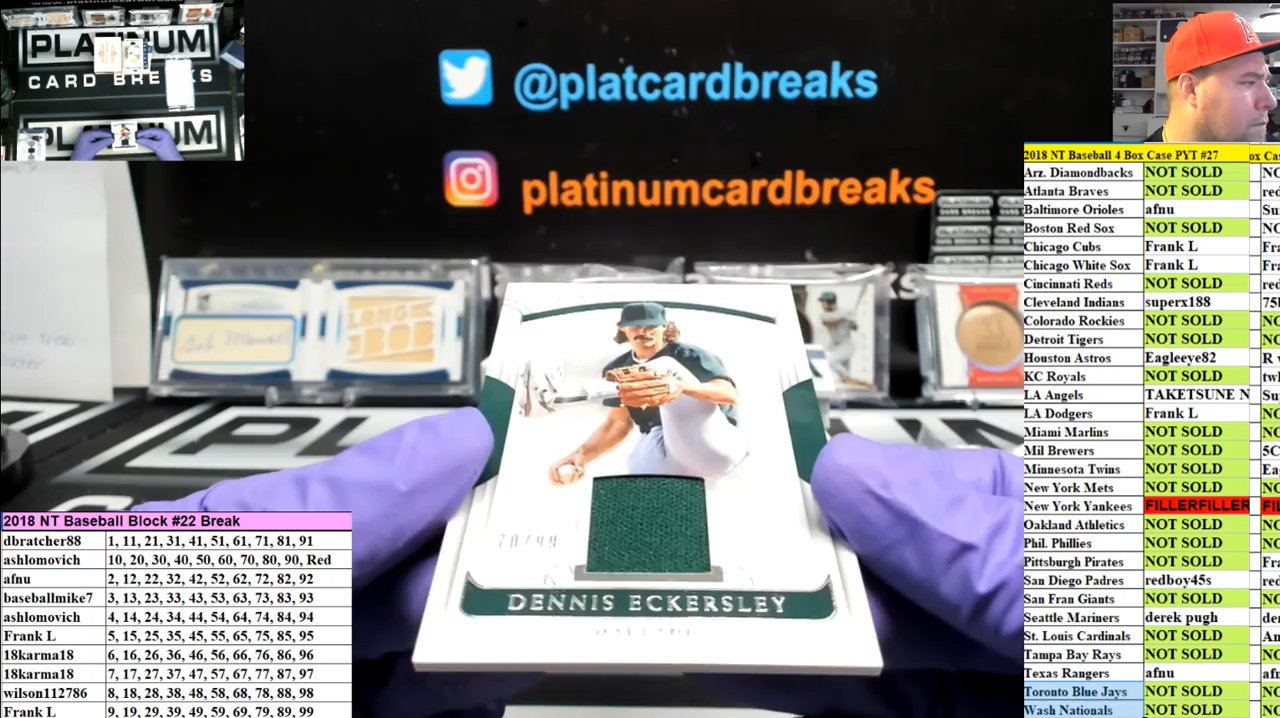 PLATINUM
CARD BREAKS
PLATINUM
@platcardbreaks
platinumcardbreaks
70/99
DENNIS ECKERSLEY
2018 NT Baseball Block #22 Break
dbratcher88 1, 11, 21, 31, 41, 51, 61, 71, 81, 91
ashlomovich 10, 20, 30, 40, 50, 60, 70, 80, 90, Red
afnu 2, 12, 22, 32, 42, 52, 62, 72, 82, 92
baseballmike7 3, 13, 23, 33, 43, 53, 63, 73, 83, 93
ashlomovich 4, 14, 24, 34, 44, 54, 64, 74, 84, 94
Frank L 5, 15, 25, 35, 45, 55, 65, 75, 85, 95
18karma18 6, 16, 26, 36, 46, 56, 66, 76, 86, 96
18karma18 7, 17, 27, 37, 47, 57, 67, 77, 87, 97
wilson112786 8, 18, 28, 38, 48, 58, 68, 78, 88, 98
Frank L 9, 19, 29, 39, 49, 59, 69, 79, 89, 99
2018 NT Baseball 4 Box Case PYT #27
Arz. Diamondbacks NOT SOLD
Atlanta Braves NOT SOLD
Baltimore Orioles afnu
Boston Red Sox NOT SOLD
Chicago Cubs Frank L
Chicago White Sox Frank L
Cincinnati Reds NOT SOLD
Cleveland Indians superx188
Colorado Rockies NOT SOLD
Detroit Tigers NOT SOLD
Houston Astros Eagleeye82
KC Royals NOT SOLD
LA Angels TAKETSUNE N
LA Dodgers Frank L
Miami Marlins NOT SOLD
Mil Brewers NOT SOLD
Minnesota Twins NOT SOLD
New York Mets NOT SOLD
New York Yankees FILLERFILLER
Oakland Athletics NOT SOLD
Phil. Phillies NOT SOLD
Pittsburgh Pirates NOT SOLD
San Diego Padres redboy45s
San Fran Giants NOT SOLD
Seattle Mariners derek pugh
St. Louis Cardinals NOT SOLD
Tampa Bay Rays NOT SOLD
Texas Rangers afnu
Toronto Blue Jays NOT SOLD
Wash Nationals NOT SOLD